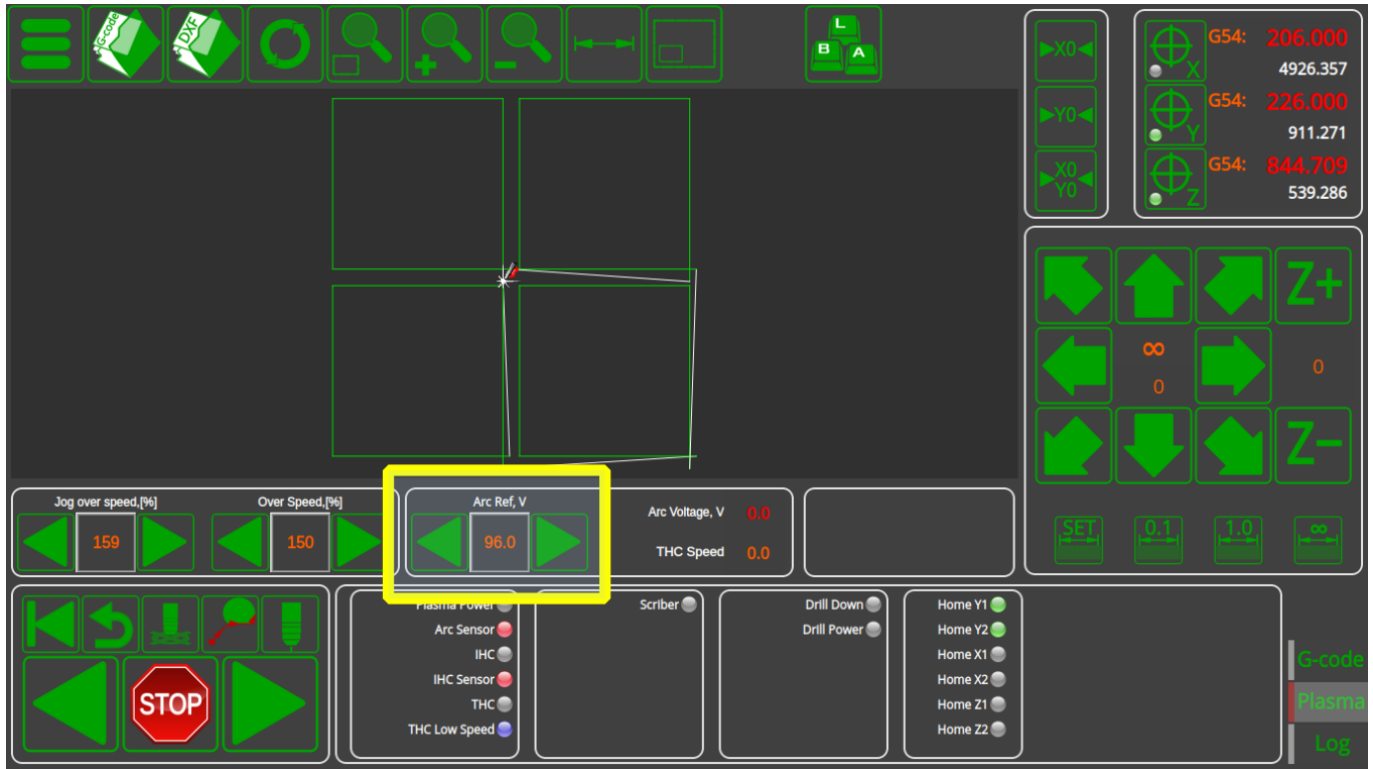 G-code
DXF
L
B A
X0
Y0
X0
Y0
X
G54: 206.000
4926.357
Y
G54: 226.000
911.271
Z
G54: 844.709
539.286
Z+
∞
0
0
Z-
SET
0.1
1.0
∞
Jog over speed,[%]
159
Over Speed,[%]
150
Arc Ref, V
96.0
Arc Voltage, V 0.0
THC Speed 0.0
STOP
Plasma Power
Arc Sensor
IHC
IHC Sensor
THC
THC Low Speed
Scriber
Drill Down
Drill Power
Home Y1
Home Y2
Home X1
Home X2
Home Z1
Home Z2
G-code
Plasma
Log